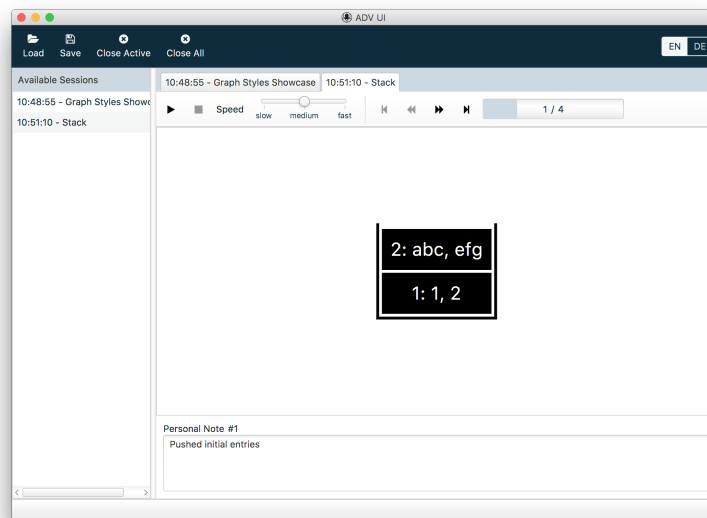 ADV UI
Load Save Close Active Close All EN DE
Available Sessions
10:48:55 - Graph Styles Showc
10:51:10 - Stack
10:48:55 - Graph Styles Showcase 10:51:10 - Stack
Speed slow medium fast 1 / 4
2: abc, efg
1: 1, 2
Personal Note #1
Pushed initial entries